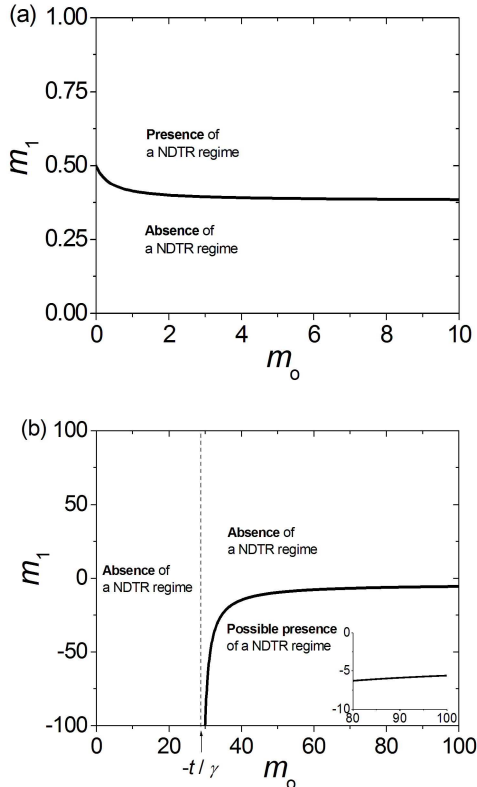 (a)
1.00
0.75
Presence of
a NDTR regime
m1
0.50
Absence of
a NDTR regime
0.25
0.00
0 2 4 6 8 10
mo
(b)
100
50
Absence of
a NDTR regime
Absence of
a NDTR regime
m1
0
Possible presence
of a NDTR regime
0
-5
-10
80 90 100
-50
-100
0 20 40 60 80 100
-t / γ
mo